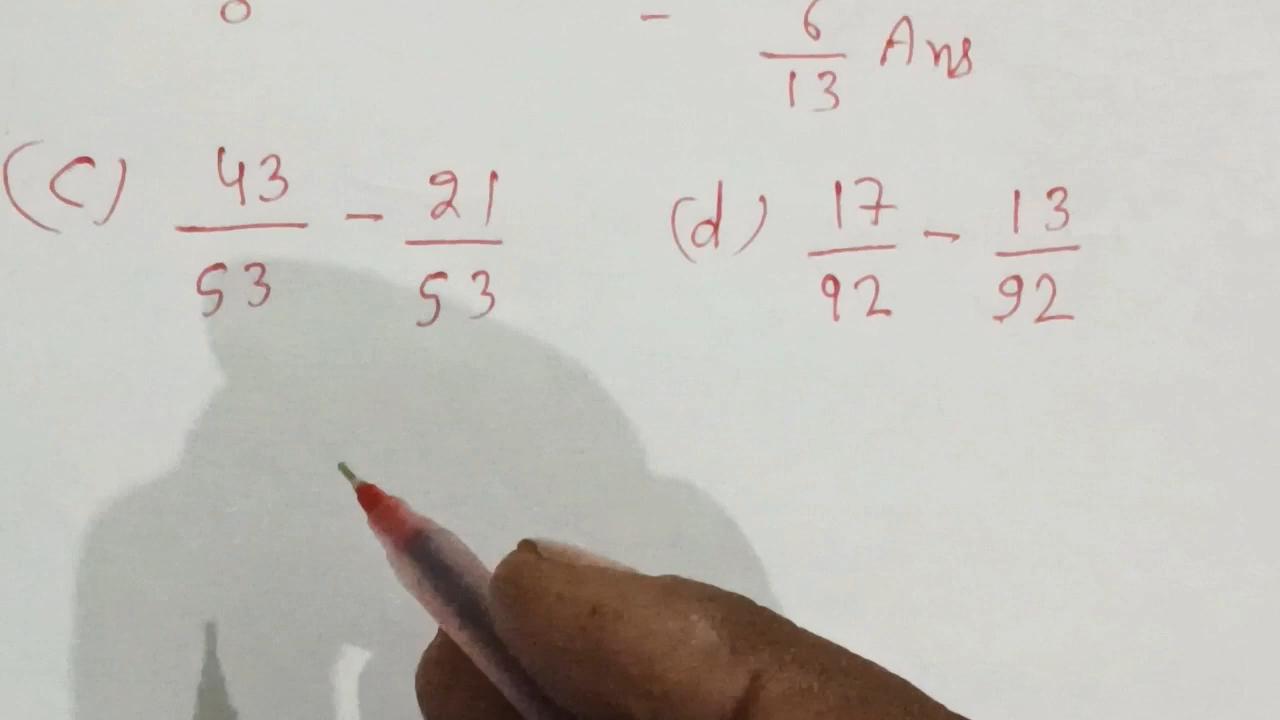 6
- — Ans
13
(c) 43/53 - 21/53 (d) 17/92 - 13/92